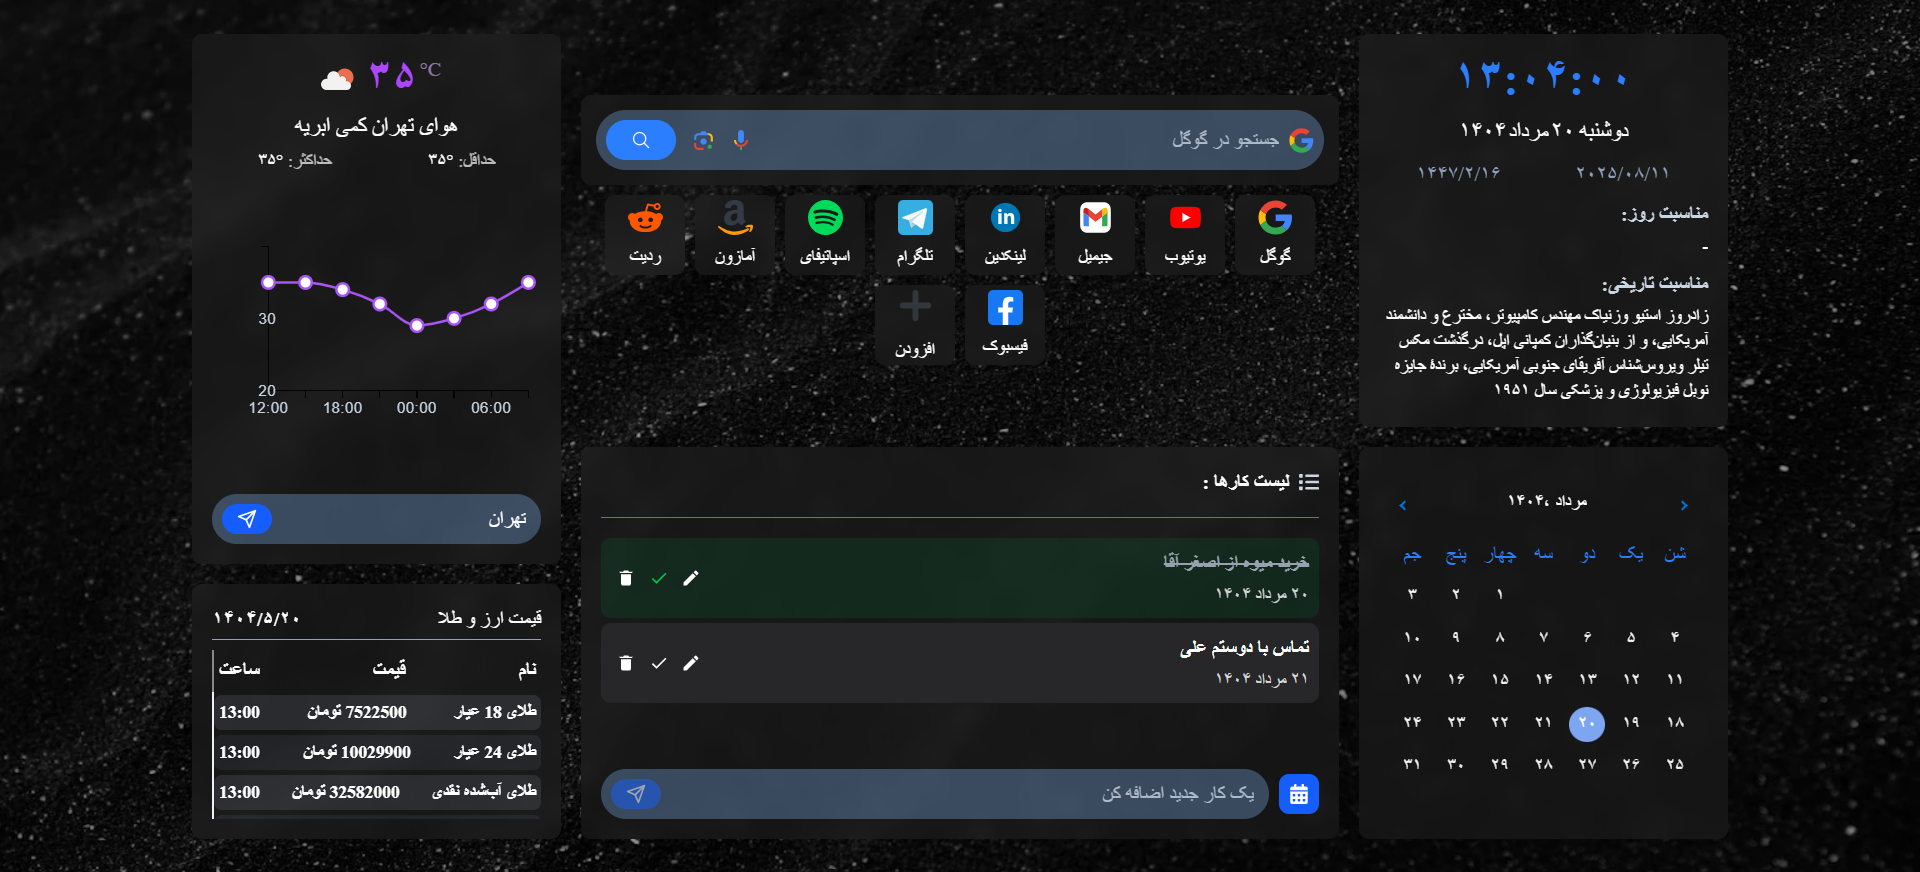 ۱۳:۰۴:۰۰
دوشنبه ۲۰ مرداد ۱۴۰۴
۲۰۲۵/۰۸/۱۱
۱۴۴۷/۲/۱۶
مناسبت روز:
-
مناسبت تاریخی:
زادروز استیو وزنیاک مهندس کامپیوتر، مخترع و دانشمند
آمریکایی، و از بنیان‌گذاران کمپانی اپل، درگذشت مکس
تیلر ویروس‌شناس آفریقای جنوبی آمریکایی، برندهٔ جایزه
نوبل فیزیولوژی و پزشکی سال ۱۹۵۱
مرداد ،۱۴۰۴
شن یک دو سه چهار پنج جم
۱ ۲ ۳
۴ ۵ ۶ ۷ ۸ ۹ ۱۰
۱۱ ۱۲ ۱۳ ۱۴ ۱۵ ۱۶ ۱۷
۱۸ ۱۹ ۲۰ ۲۱ ۲۲ ۲۳ ۲۴
۲۵ ۲۶ ۲۷ ۲۸ ۲۹ ۳۰ ۳۱
جستجو در گوگل
گوگل
یوتیوب
جیمیل
in
لینکدین
تلگرام
اسپاتیفای
a
آمازون
ردیت
فیسبوک
افزودن
لیست کارها :
خرید میوه از اصغر آقا
۲۰ مرداد ۱۴۰۴
تماس با دوستم علی
۲۱ مرداد ۱۴۰۴
یک کار جدید اضافه کن
۳۵ °C
هوای تهران کمی ابریه
حداقل: ۳۵°
حداکثر: ۳۵°
30
20
12:00 18:00 00:00 06:00
تهران
قیمت ارز و طلا
۱۴۰۴/۵/۲۰
نام قیمت ساعت
طلای 18 عیار 7522500 تومان 13:00
طلای 24 عیار 10029900 تومان 13:00
طلای آب‌شده نقدی 32582000 تومان 13:00